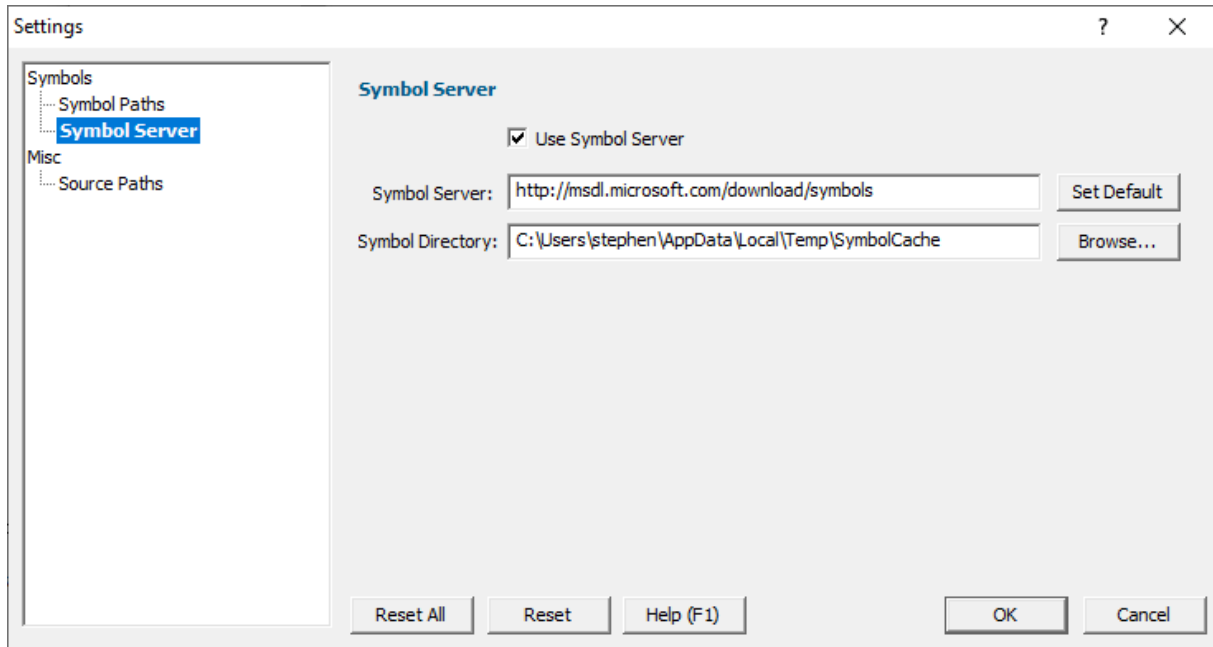 Settings
?
Symbols
Symbol Paths
Symbol Server
Misc
Source Paths
Symbol Server
Use Symbol Server
Symbol Server: http://msdl.microsoft.com/download/symbols Set Default
Symbol Directory: C:\Users\stephen\AppData\Local\Temp\SymbolCache Browse...
Reset All Reset Help (F1) OK Cancel